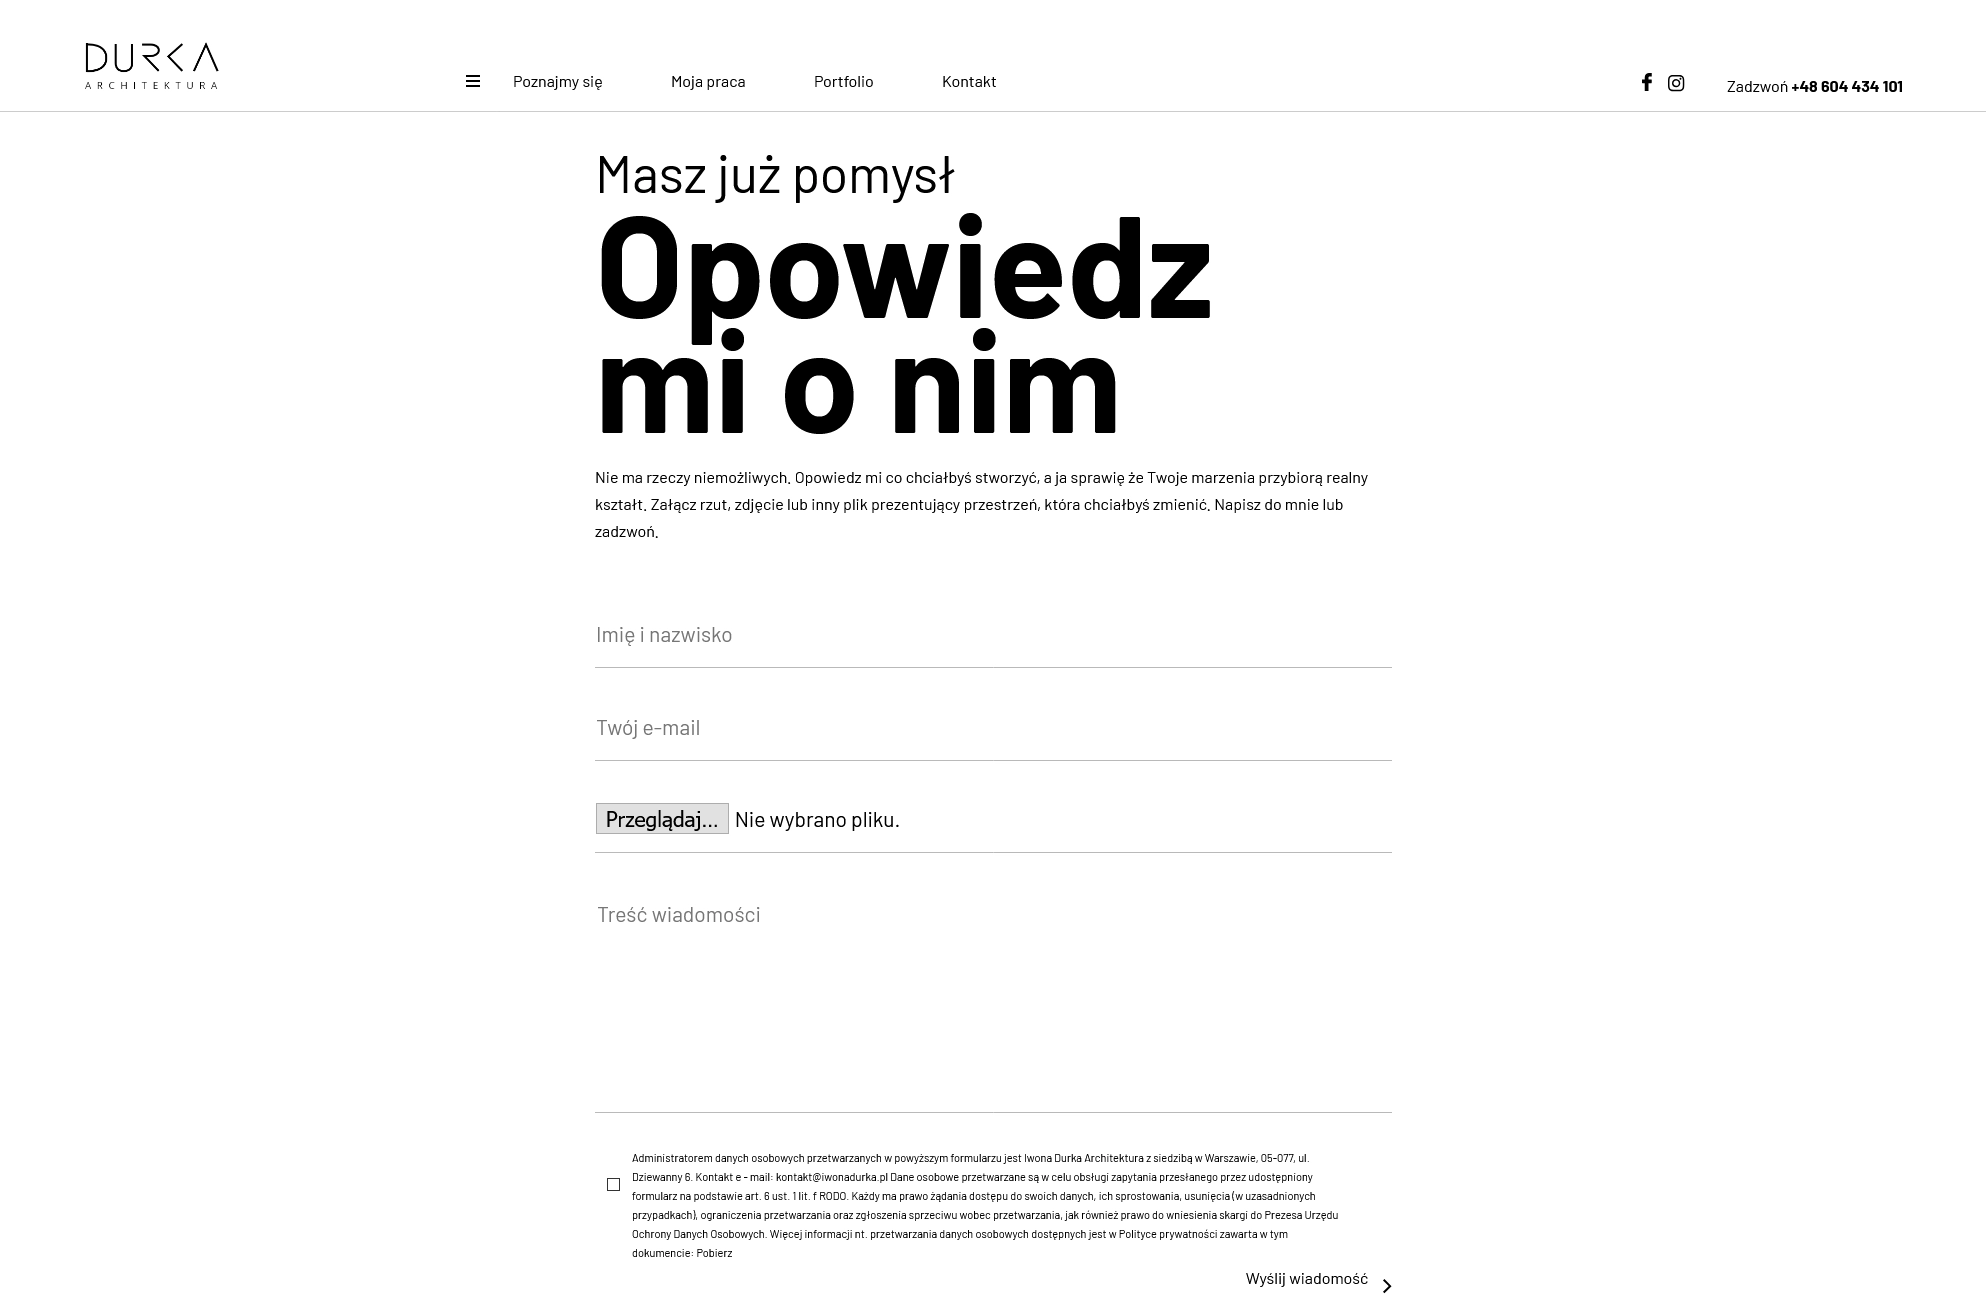 DURKA
ARCHITEKTURA
Poznajmy się
Moja praca
Portfolio
Kontakt
Zadzwoń +48 604 434 101
Masz już pomysł
Opowiedz
mi o nim
Nie ma rzeczy niemożliwych. Opowiedz mi co chciałbyś stworzyć, a ja sprawię że Twoje marzenia przybiorą realny
kształt. Załącz rzut, zdjęcie lub inny plik prezentujący przestrzeń, która chciałbyś zmienić. Napisz do mnie lub
zadzwoń.
Imię i nazwisko
Twój e-mail
Przeglądaj... Nie wybrano pliku.
Treść wiadomości
Administratorem danych osobowych przetwarzanych w powyższym formularzu jest Iwona Durka Architektura z siedzibą w Warszawie, 05-077, ul.
Dziewanny 6. Kontakt e - mail: kontakt@iwonadurka.pl Dane osobowe przetwarzane są w celu obsługi zapytania przesłanego przez udostępniony
formularz na podstawie art. 6 ust. 1 lit. f RODO. Każdy ma prawo żądania dostępu do swoich danych, ich sprostowania, usunięcia (w uzasadnionych
przypadkach), ograniczenia przetwarzania oraz zgłoszenia sprzeciwu wobec przetwarzania, jak również prawo do wniesienia skargi do Prezesa Urzędu
Ochrony Danych Osobowych. Więcej informacji nt. przetwarzania danych osobowych dostępnych jest w Polityce prywatności zawarta w tym
dokumencie: Pobierz
Wyślij wiadomość